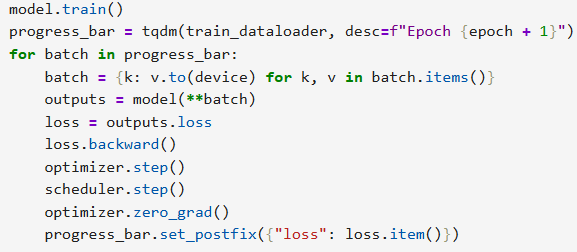 model.train()
progress_bar = tqdm(train_dataloader, desc=f"Epoch {epoch + 1}")
for batch in progress_bar:
    batch = {k: v.to(device) for k, v in batch.items()}
    outputs = model(**batch)
    loss = outputs.loss
    loss.backward()
    optimizer.step()
    scheduler.step()
    optimizer.zero_grad()
    progress_bar.set_postfix({"loss": loss.item()})